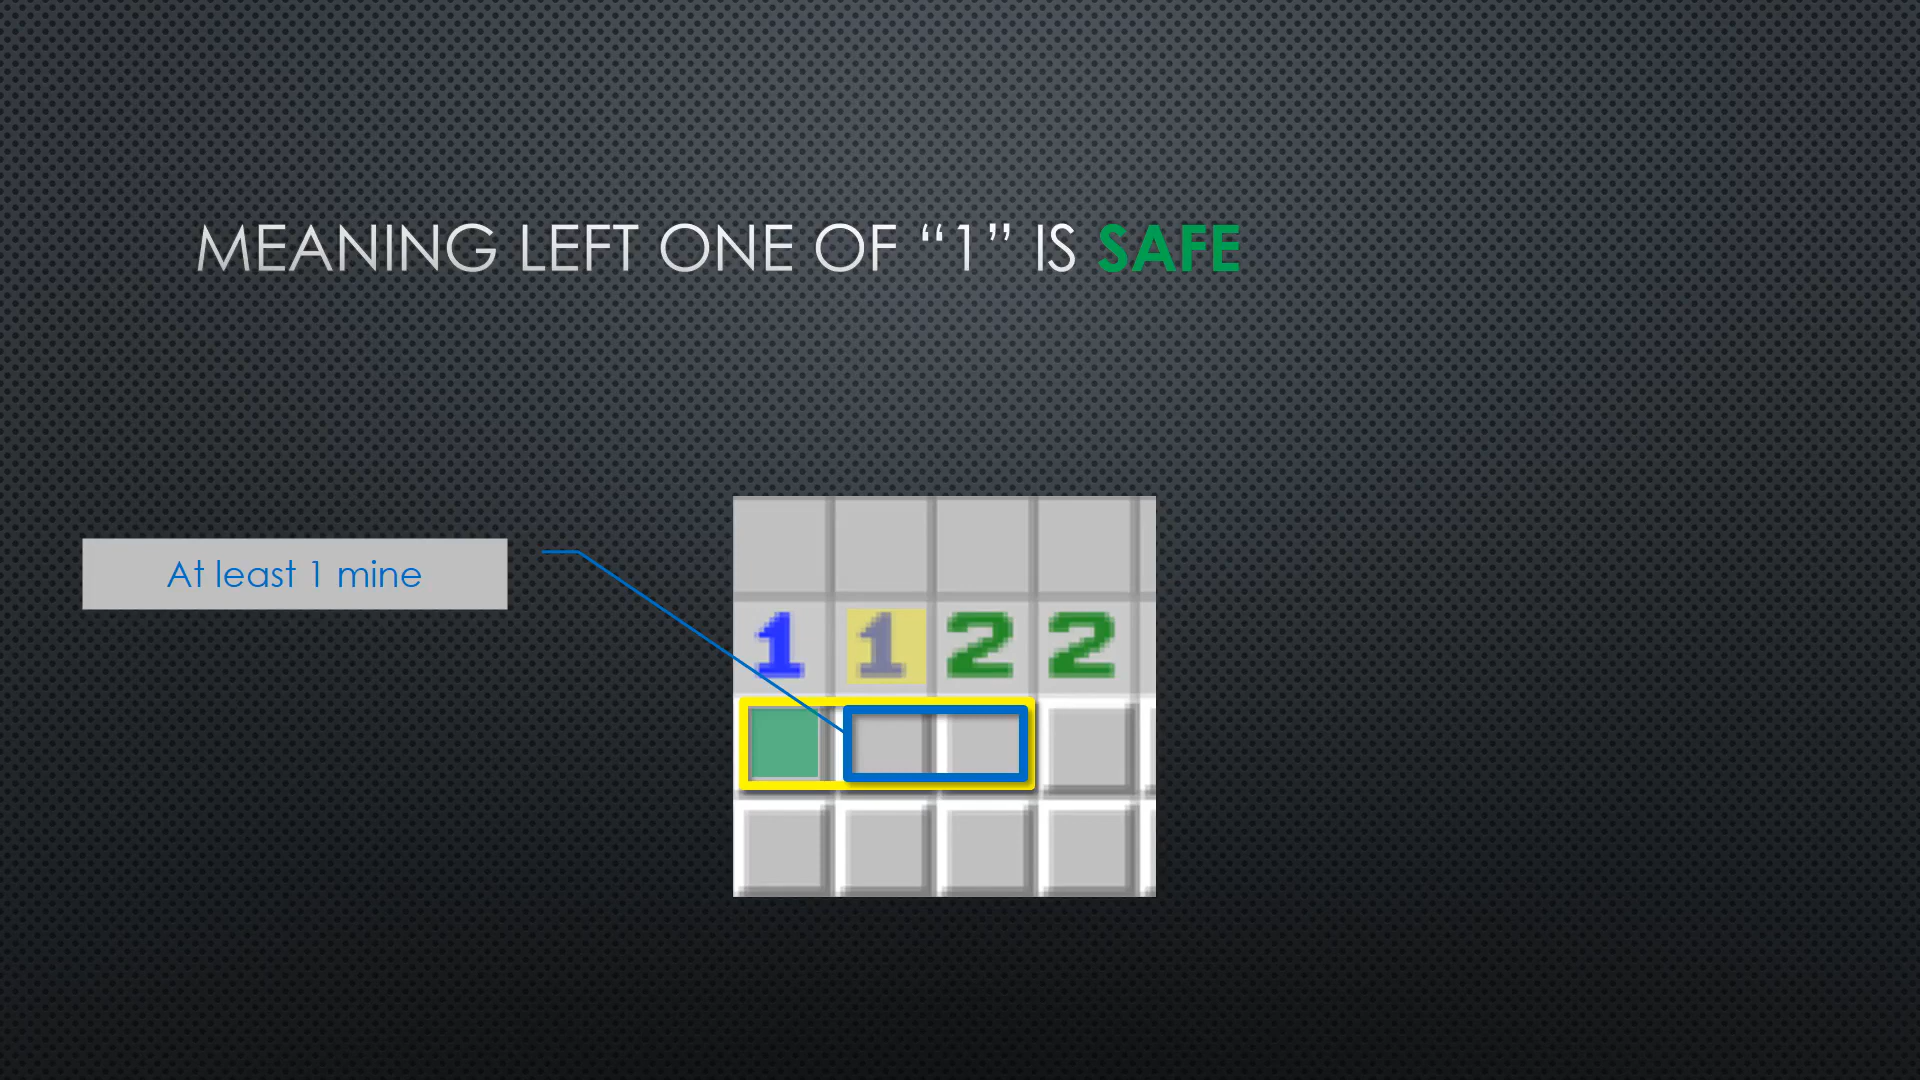 MEANING LEFT ONE OF “1” IS SAFE
At least 1 mine
1 1 2 2